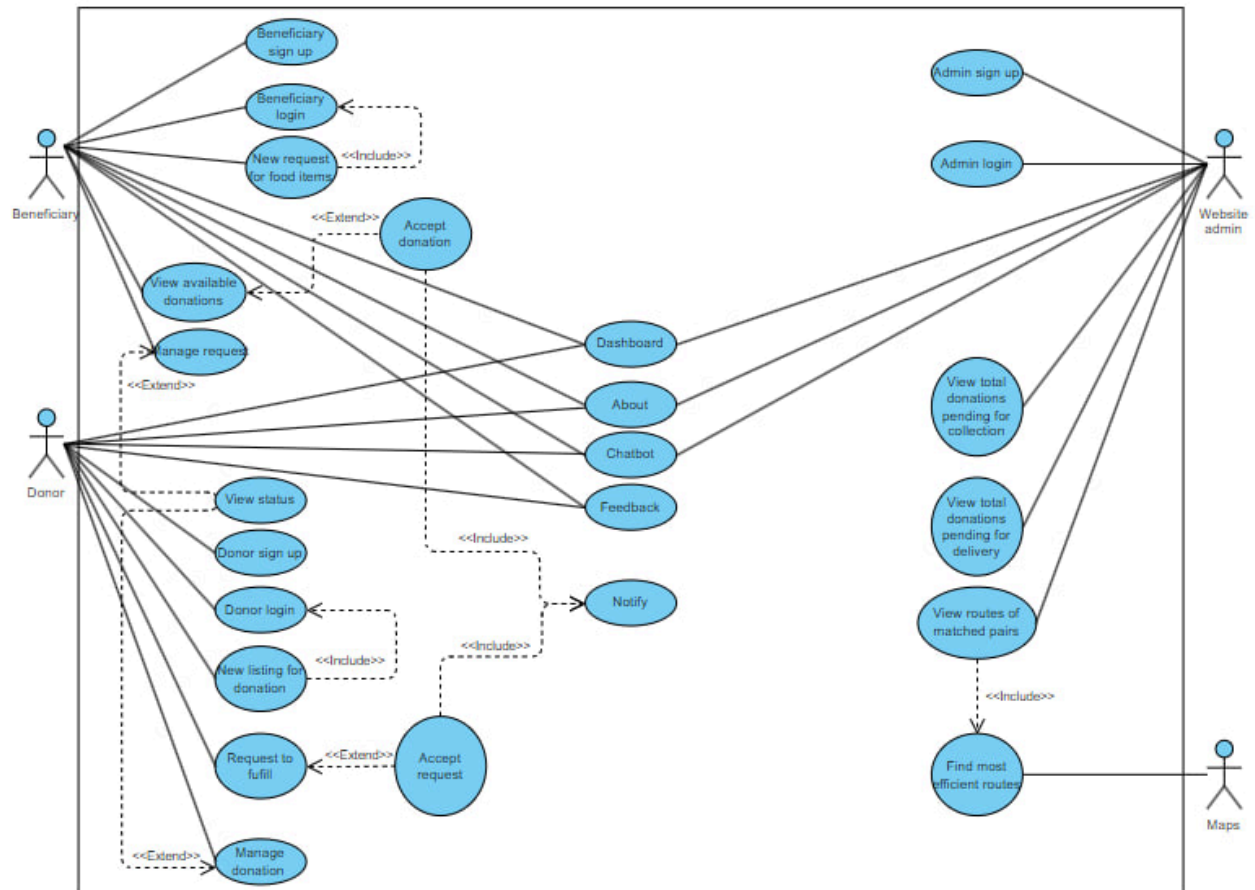 Beneficiary
sign up
Beneficiary
login
<<Include>>
New request
for food items
Beneficiary
<<Extend>>
Accept
donation
View available
donations
Manage request
<<Extend>>
Donor
View status
Donor sign up
Donor login
New listing for
donation
<<Include>>
Request to
fufill
<<Extend>>
Accept
request
<<Extend>>
Manage
donation
Dashboard
About
Chatbot
Feedback
<<Include>>
Notify
<<Include>>
Admin sign up
Admin login
Website
admin
View total
donations
pending for
collection
View total
donations
pending for
delivery
View routes of
matched pairs
<<Include>>
Find most
efficient routes
Maps